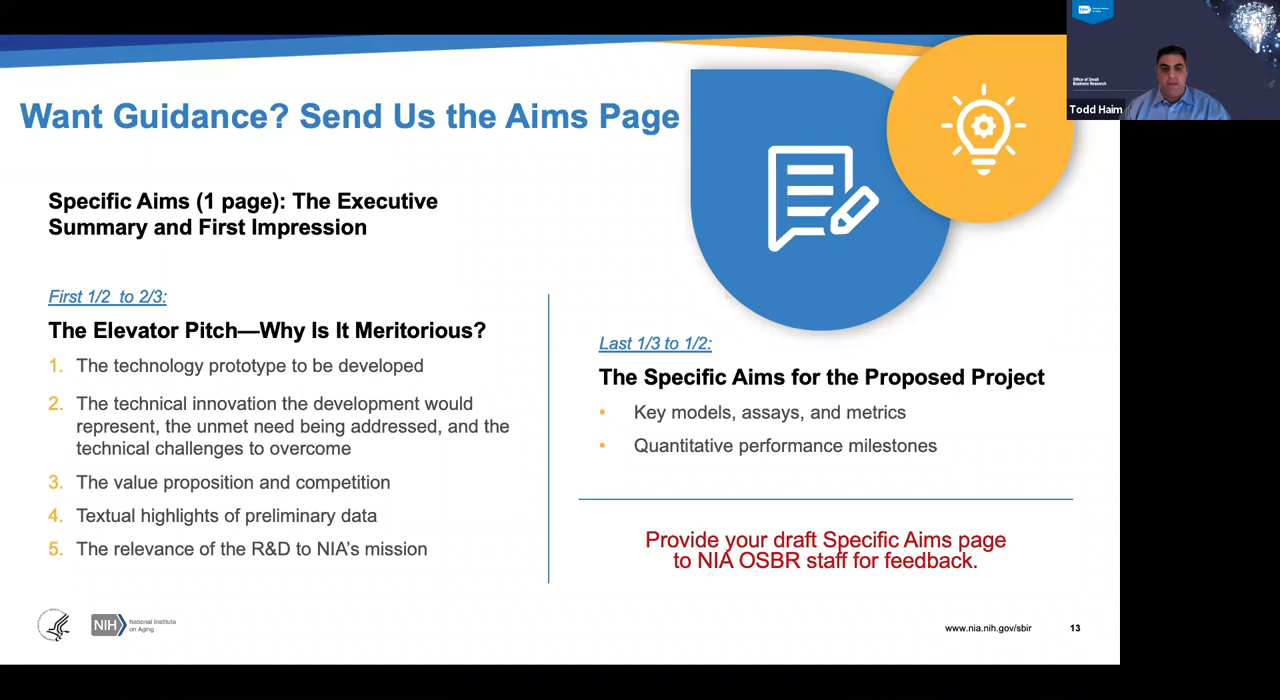 Want Guidance? Send Us the Aims Page
Specific Aims (1 page): The Executive
Summary and First Impression
First 1/2 to 2/3:
The Elevator Pitch—Why Is It Meritorious?
1. The technology prototype to be developed
2. The technical innovation the development would
represent, the unmet need being addressed, and the
technical challenges to overcome
3. The value proposition and competition
4. Textual highlights of preliminary data
5. The relevance of the R&D to NIA's mission
Last 1/3 to 1/2:
The Specific Aims for the Proposed Project
• Key models, assays, and metrics
• Quantitative performance milestones
Provide your draft Specific Aims page
to NIA OSBR staff for feedback.
NIH National Institute
on Aging
www.nia.nih.gov/sbir 13
NIH
Office of Small
Business Research
Todd Haim